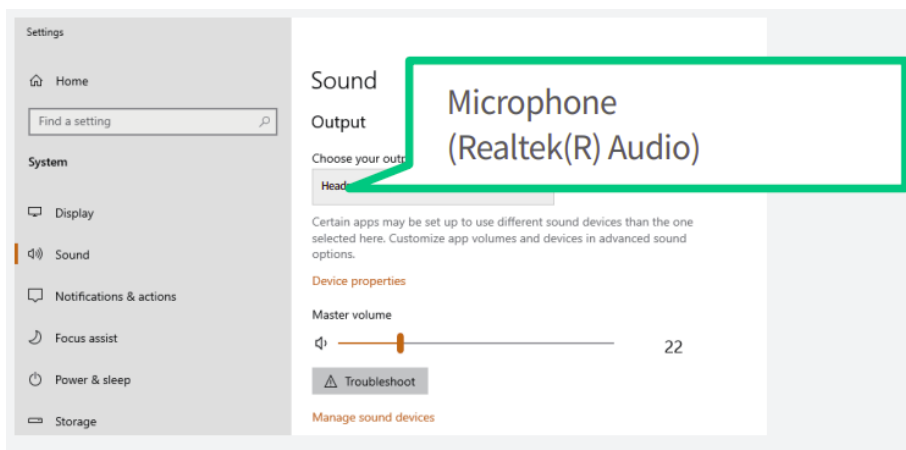 Settings
Home
Find a setting
System
Display
Sound
Notifications & actions
Focus assist
Power & sleep
Storage
Sound
Output
Choose your
Microphone
(Realtek(R) Audio)
Certain apps may be set up to use different sound devices than the one
selected here. Customize app volumes and devices in advanced sound
options.
Device properties
Master volume
22
Troubleshoot
Manage sound devices